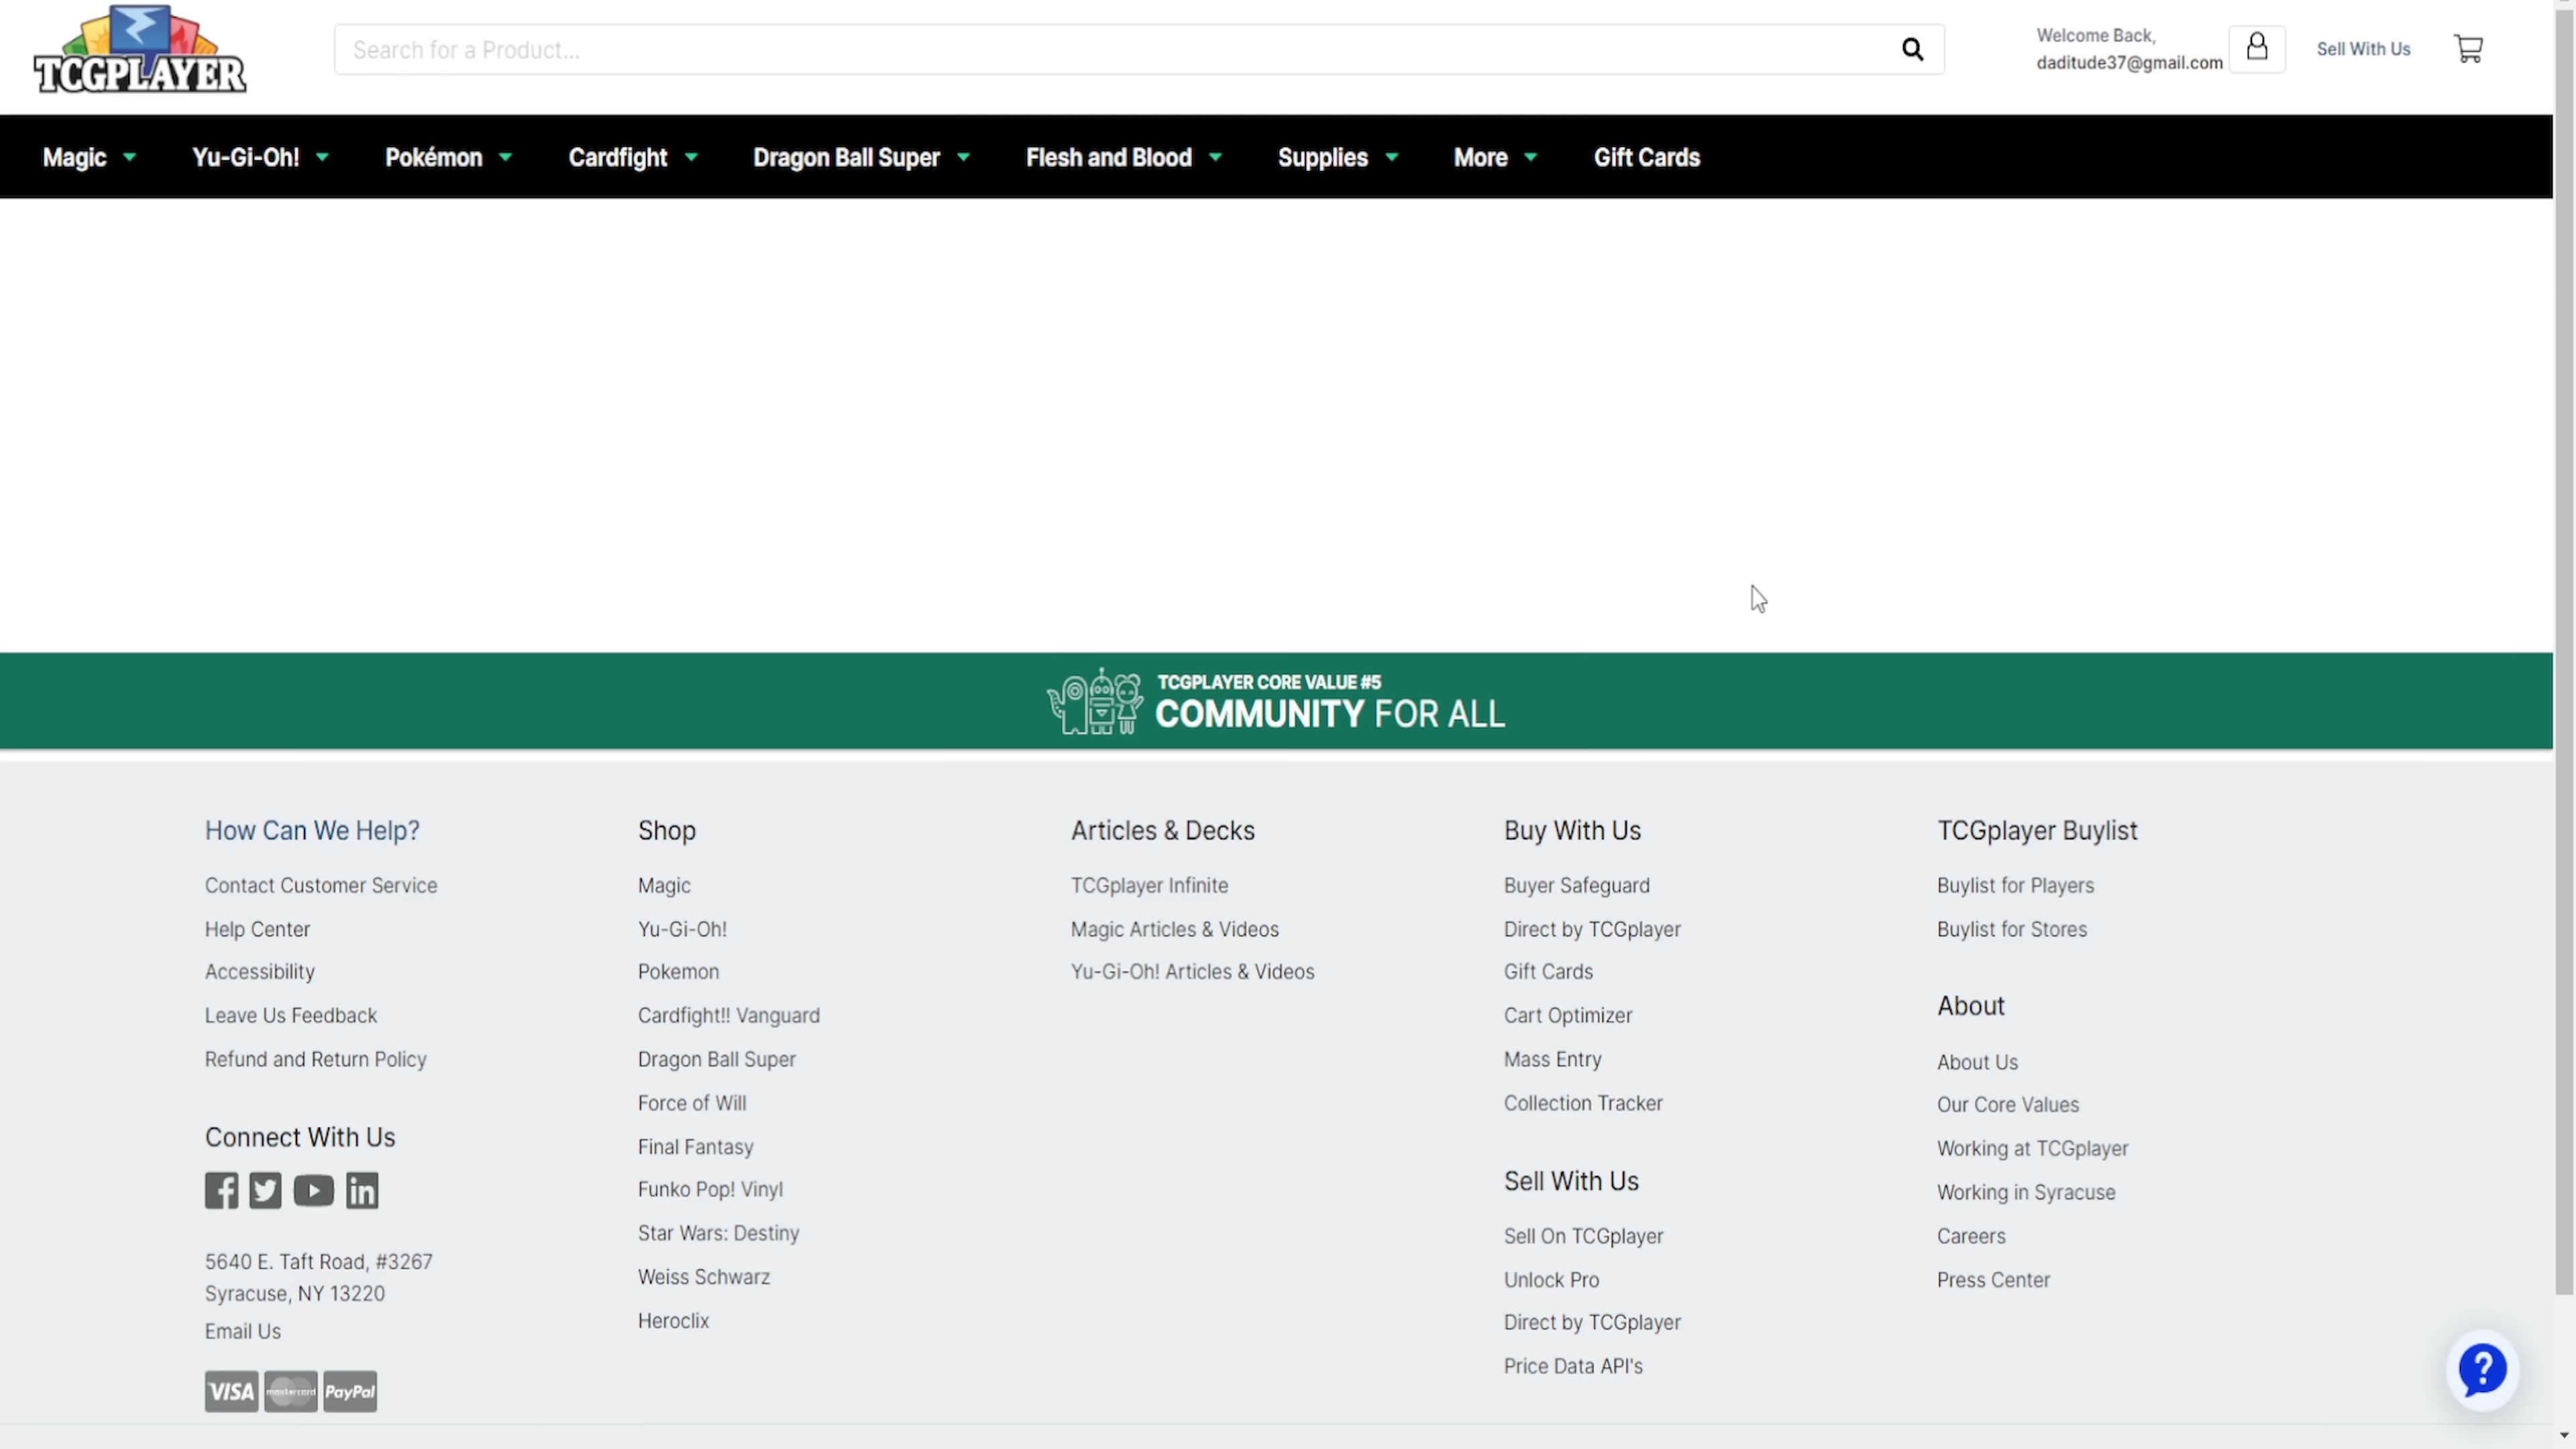 TCGPLAYER
Search for a Product...
Welcome Back,
daditude37@gmail.com
Sell With Us
Magic
Yu-Gi-Oh!
Pokémon
Cardfight
Dragon Ball Super
Flesh and Blood
Supplies
More
Gift Cards
TCGPLAYER CORE VALUE #5
COMMUNITY FOR ALL
How Can We Help?
Contact Customer Service
Help Center
Accessibility
Leave Us Feedback
Refund and Return Policy
Connect With Us
5640 E. Taft Road, #3267
Syracuse, NY 13220
Email Us
VISA
mastercard
PayPal
Shop
Magic
Yu-Gi-Oh!
Pokemon
Cardfight!! Vanguard
Dragon Ball Super
Force of Will
Final Fantasy
Funko Pop! Vinyl
Star Wars: Destiny
Weiss Schwarz
Heroclix
Articles & Decks
TCGplayer Infinite
Magic Articles & Videos
Yu-Gi-Oh! Articles & Videos
Buy With Us
Buyer Safeguard
Direct by TCGplayer
Gift Cards
Cart Optimizer
Mass Entry
Collection Tracker
Sell With Us
Sell On TCGplayer
Unlock Pro
Direct by TCGplayer
Price Data API's
TCGplayer Buylist
Buylist for Players
Buylist for Stores
About
About Us
Our Core Values
Working at TCGplayer
Working in Syracuse
Careers
Press Center